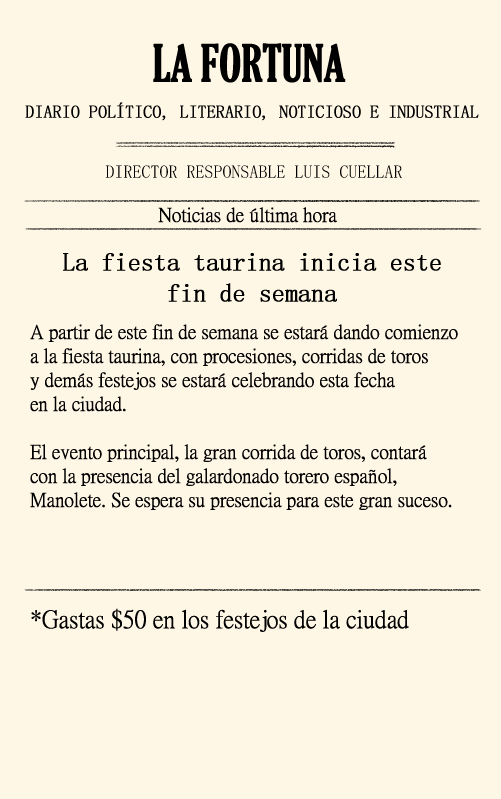 LA FORTUNA
DIARIO POLÍTICO, LITERARIO, NOTICIOSO E INDUSTRIAL
DIRECTOR RESPONSABLE LUIS CUELLAR
Noticias de última hora
La fiesta taurina inicia este
fin de semana
A partir de este fin de semana se estará dando comienzo
a la fiesta taurina, con procesiones, corridas de toros
y demás festejos se estará celebrando esta fecha
en la ciudad.
El evento principal, la gran corrida de toros, contará
con la presencia del galardonado torero español,
Manolete. Se espera su presencia para este gran suceso.
*Gastas $50 en los festejos de la ciudad